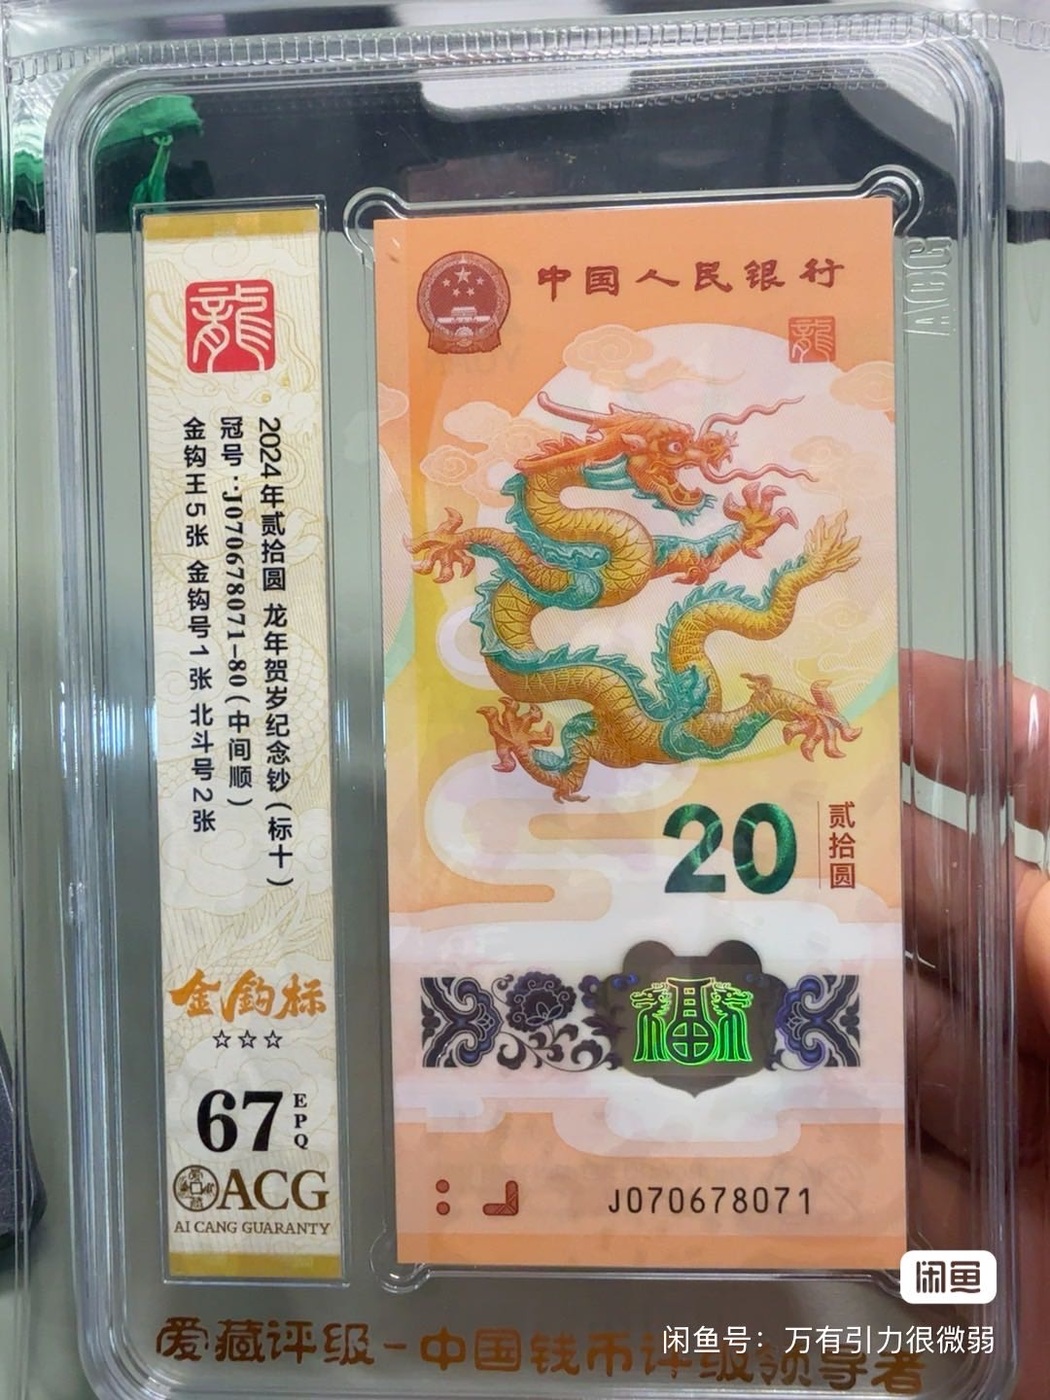 龍
2024年贰拾圆 龙年贺岁纪念钞(标十)
冠号:J070678071-80(中间顺)
金钩王5张 金钩号1张 北斗号2张
金钩标
☆☆☆
67
EPQ
ACG
AI CANG GUARANTY
中国人民银行
龍
20
贰拾圆
福
J070678071
ACG
爱藏评级-中国钱币评级领导者
闲鱼
闲鱼号：万有引力很微弱